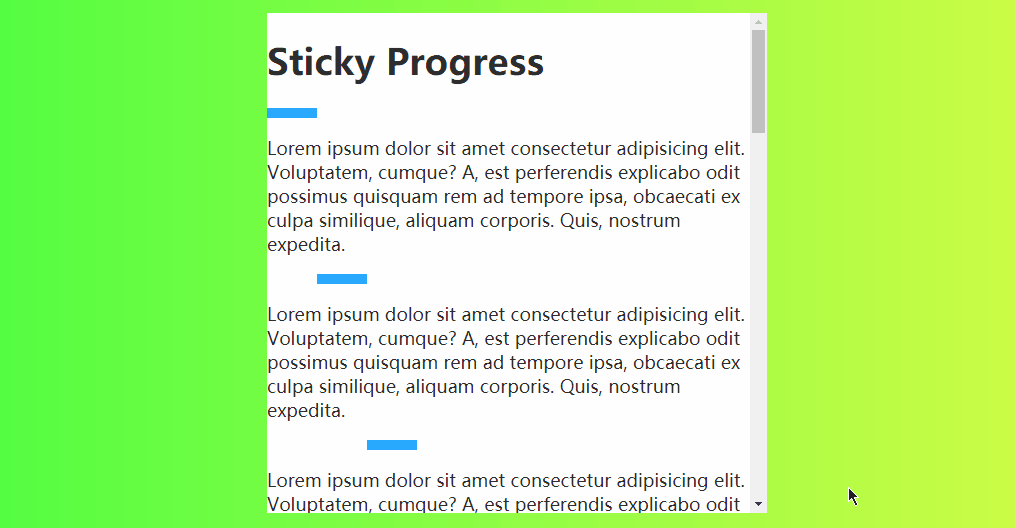 Sticky Progress
Lorem ipsum dolor sit amet consectetur adipisicing elit.
Voluptatem, cumque? A, est perferendis explicabo odit
possimus quisquam rem ad tempore ipsa, obcaecati ex
culpa similique, aliquam corporis. Quis, nostrum
expedita.
Lorem ipsum dolor sit amet consectetur adipisicing elit.
Voluptatem, cumque? A, est perferendis explicabo odit
possimus quisquam rem ad tempore ipsa, obcaecati ex
culpa similique, aliquam corporis. Quis, nostrum
expedita.
Lorem ipsum dolor sit amet consectetur adipisicing elit.
Voluptatem, cumque? A, est perferendis explicabo odit